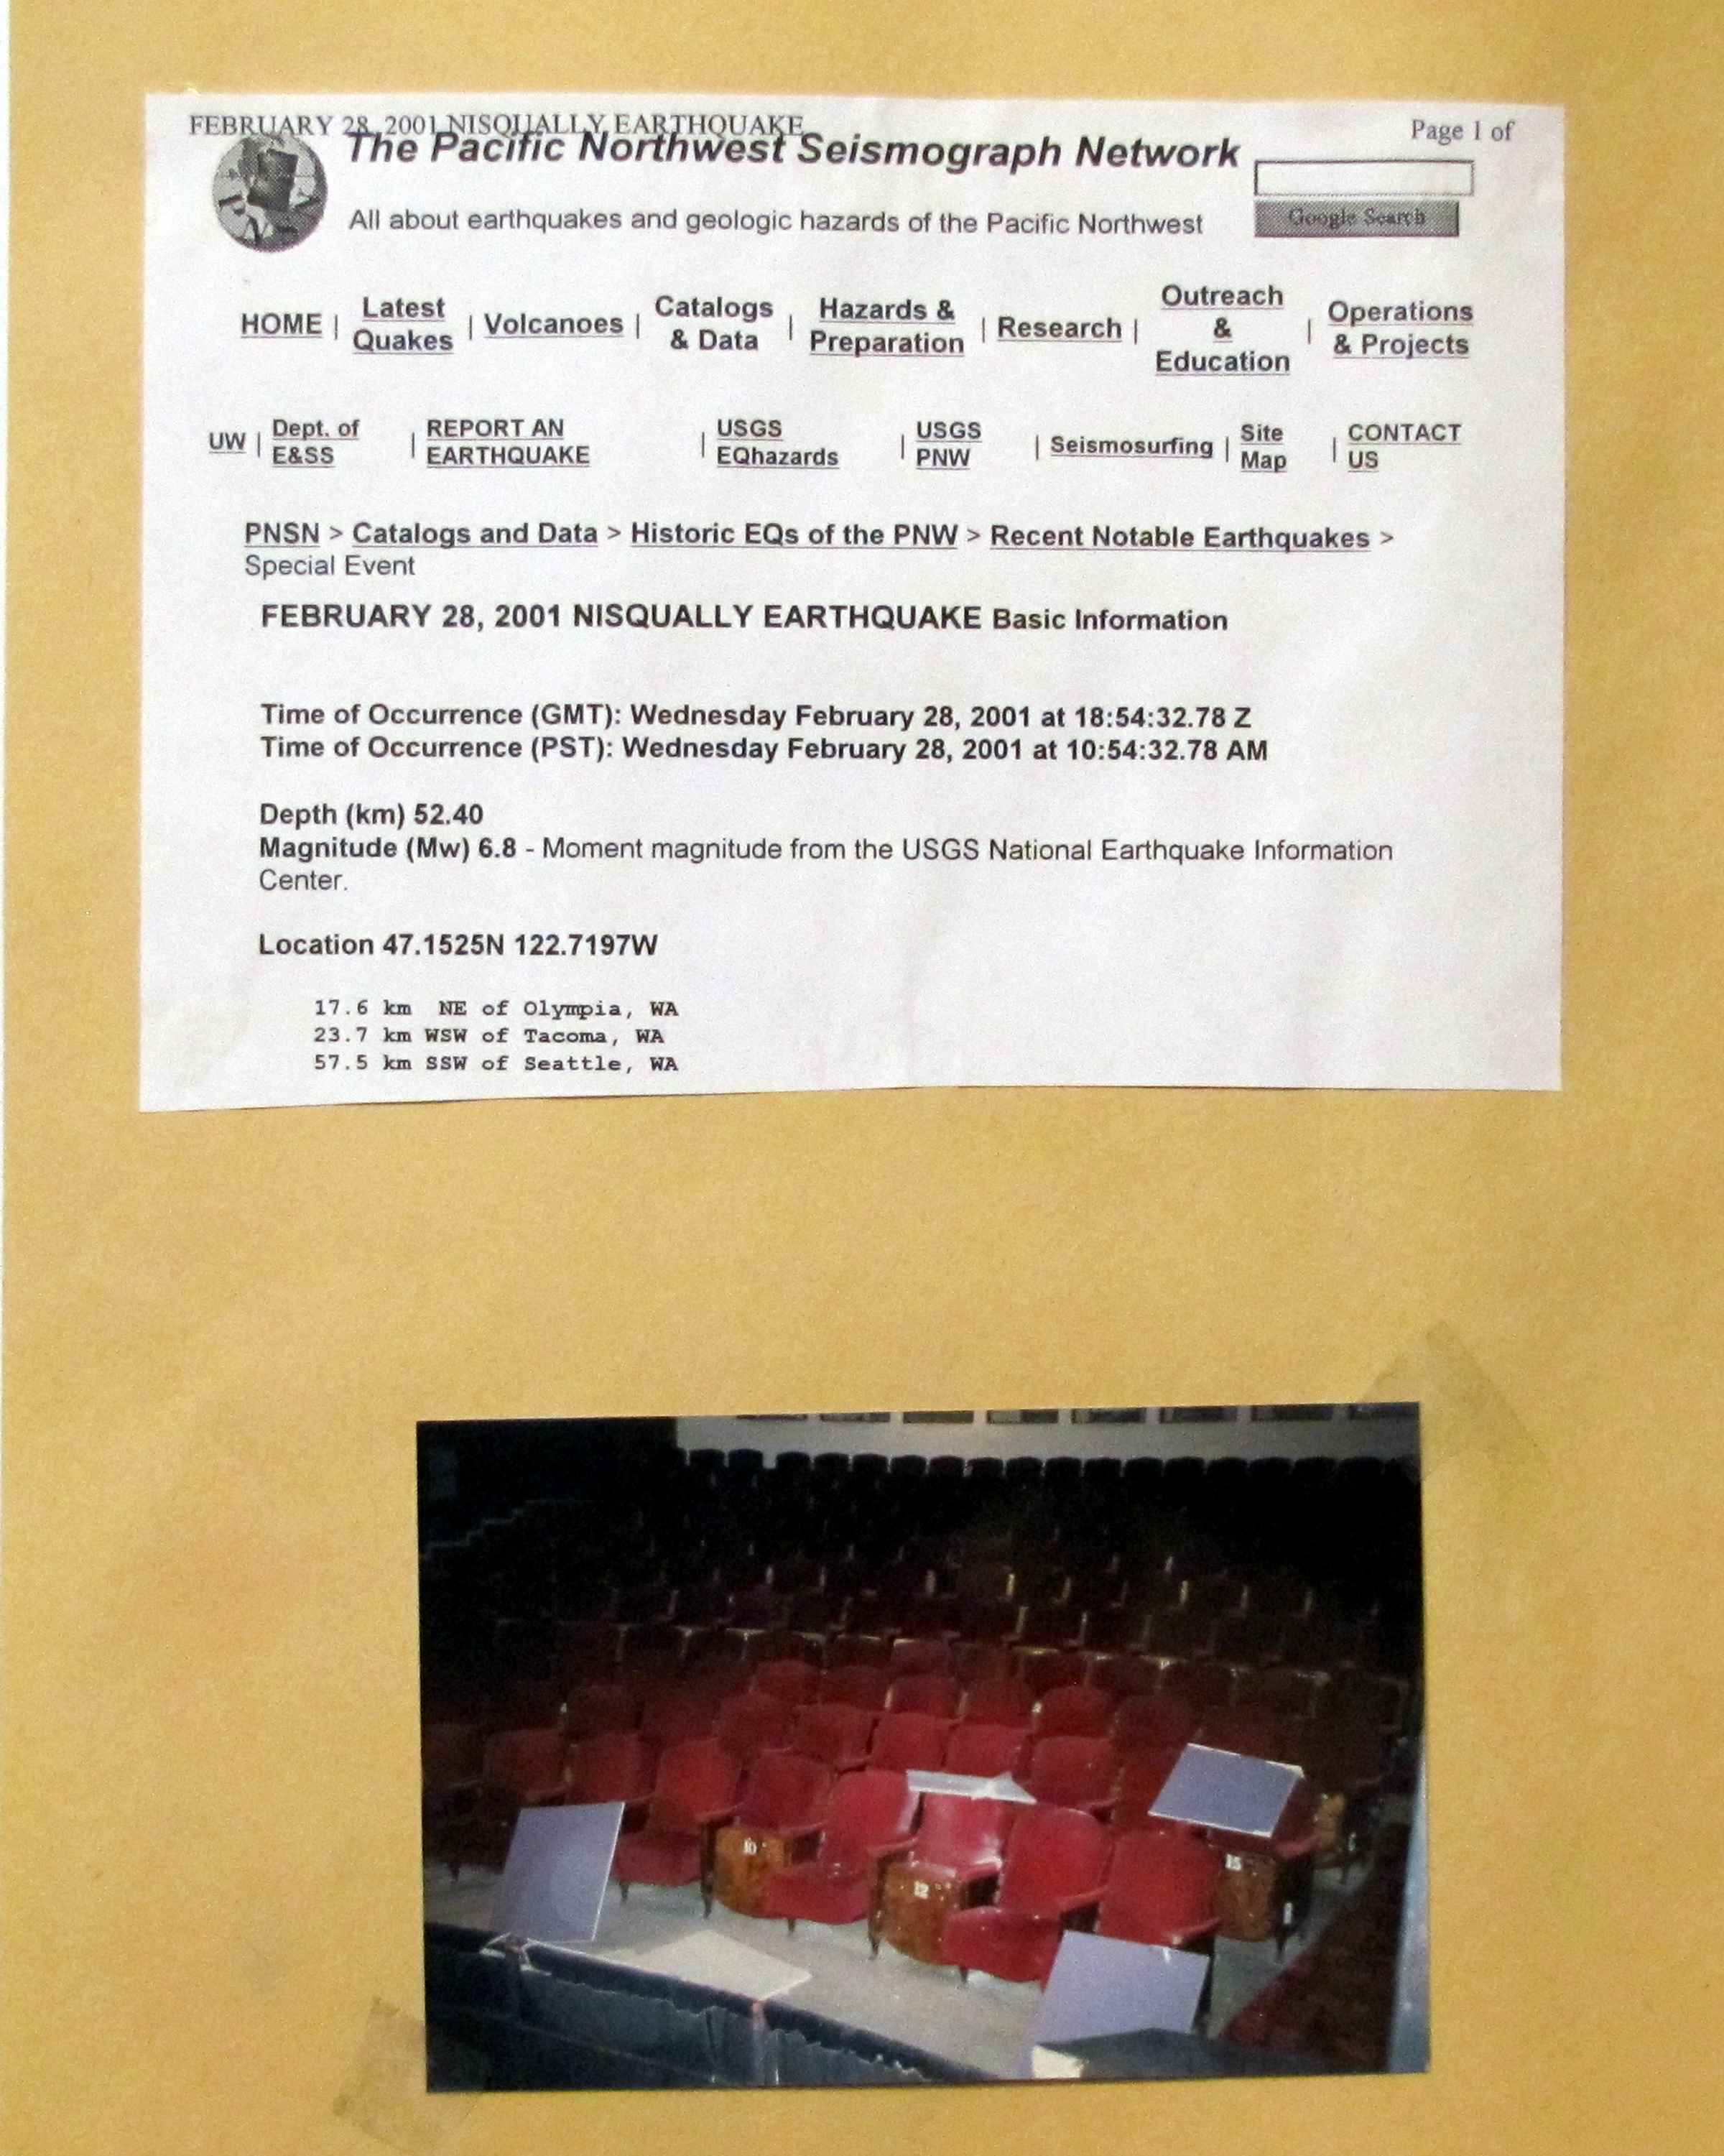 FEBRUARY 28, 2001 NISQUALLY EARTHQUAKE
Page 1 of
The Pacific Northwest Seismograph Network
All about earthquakes and geologic hazards of the Pacific Northwest
Google Search
HOME | Latest Quakes | Volcanoes | Catalogs & Data | Hazards & Preparation | Research | Outreach & Education | Operations & Projects
UW | Dept. of E&SS | REPORT AN EARTHQUAKE | USGS EQhazards | USGS PNW | Seismosurfing | Site Map | CONTACT US
PNSN > Catalogs and Data > Historic EQs of the PNW > Recent Notable Earthquakes >
Special Event
FEBRUARY 28, 2001 NISQUALLY EARTHQUAKE Basic Information
Time of Occurrence (GMT): Wednesday February 28, 2001 at 18:54:32.78 Z
Time of Occurrence (PST): Wednesday February 28, 2001 at 10:54:32.78 AM
Depth (km) 52.40
Magnitude (Mw) 6.8 - Moment magnitude from the USGS National Earthquake Information
Center.
Location 47.1525N 122.7197W
17.6 km NE of Olympia, WA
23.7 km WSW of Tacoma, WA
57.5 km SSW of Seattle, WA
10
12
15